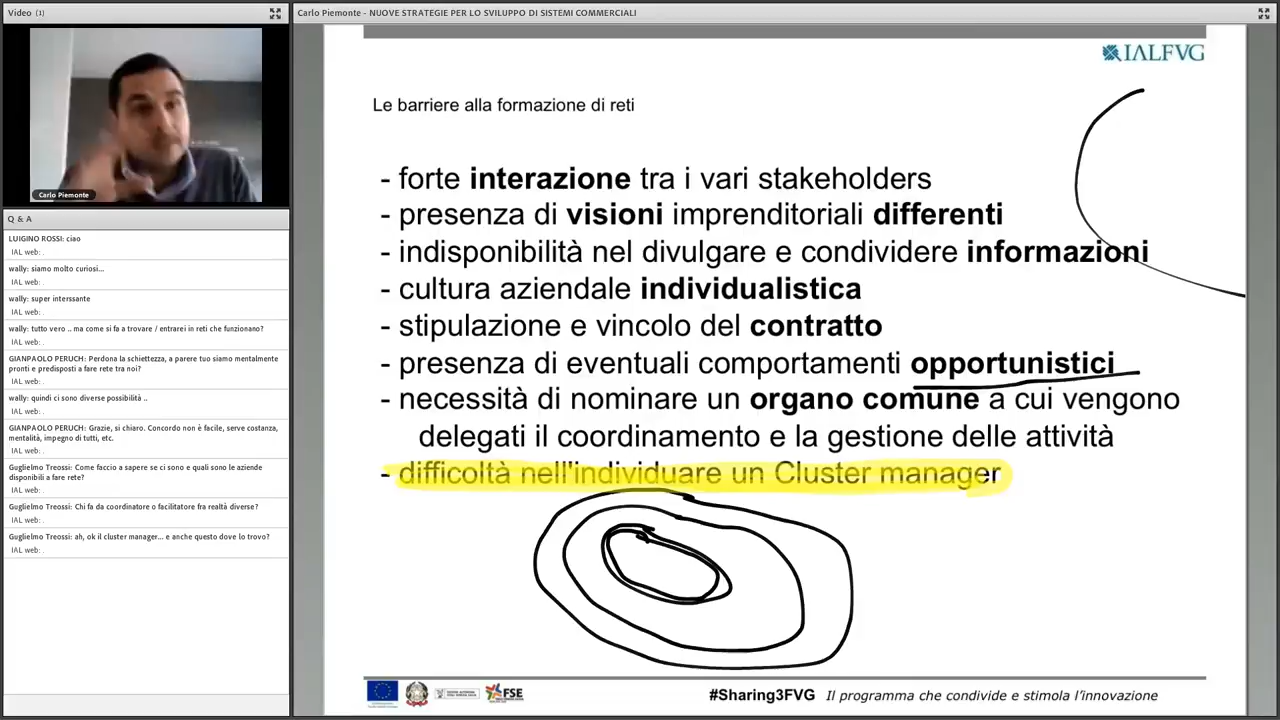 Video (1)
Carlo Piemonte - NUOVE STRATEGIE PER LO SVILUPPO DI SISTEMI COMMERCIALI
Carlo Piemonte
Q & A
LUIGINO ROSSI: ciao
IAL web: .
wally: siamo molto curiosi...
IAL web: .
wally: super interssante
IAL web: .
wally: tutto vero .. ma come si fa a trovare / entrarei in reti che funzionano?
IAL web: .
GIANPAOLO PERUCH: Perdona la schiettezza, a parere tuo siamo mentalmente
pronti e predisposti a fare rete tra noi?
IAL web: .
wally: quindi ci sono diverse possibilità ..
IAL web: .
GIANPAOLO PERUCH: Grazie, si chiaro. Concordo non è facile, serve costanza,
mentalità, impegno di tutti, etc.
IAL web: .
Guglielmo Treossi: Come faccio a sapere se ci sono e quali sono le aziende
disponibili a fare rete?
IAL web: .
Guglielmo Treossi: Chi fa da coordinatore o facilitatore fra realtà diverse?
IAL web: .
Guglielmo Treossi: ah, ok il cluster manager... e anche questo dove lo trovo?
IAL web: .
IALFVG
Le barriere alla formazione di reti
- forte interazione tra i vari stakeholders
- presenza di visioni imprenditoriali differenti
- indisponibilità nel divulgare e condividere informazioni
- cultura aziendale individualistica
- stipulazione e vincolo del contratto
- presenza di eventuali comportamenti opportunistici
- necessità di nominare un organo comune a cui vengono
delegati il coordinamento e la gestione delle attività
- difficoltà nell'individuare un Cluster manager
FSE
#Sharing3FVG Il programma che condivide e stimola l'innovazione